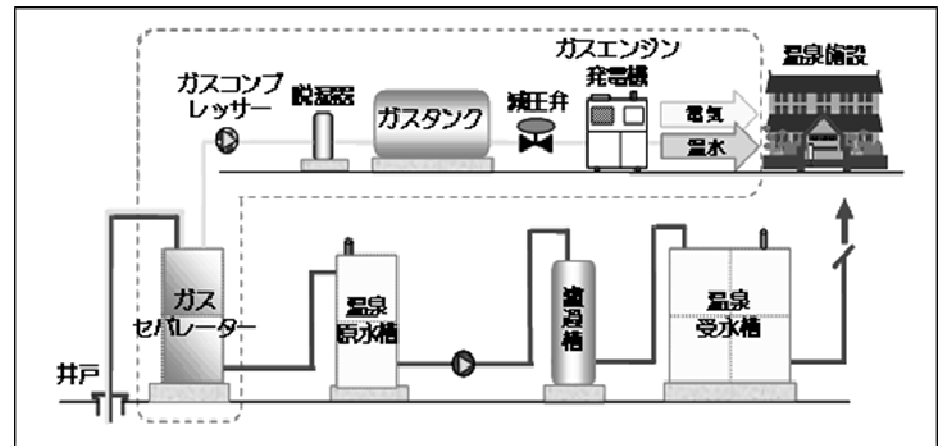 ガスエンジン
発電機
温泉施設
ガスコンプ
レッサー
脱湿器
ガスタンク
減圧弁
電気
温水
ガス
セパレーター
温泉
原水槽
濾過槽
温泉
受水槽
井戸